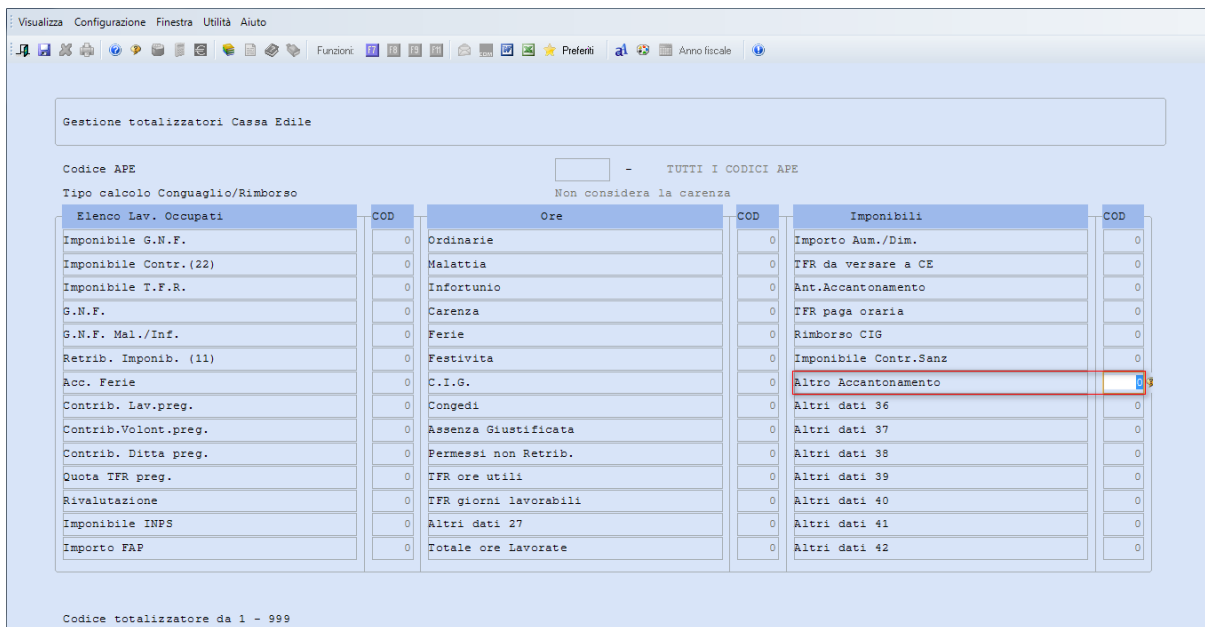 Visualizza Configurazione Finestra Utilità Aiuto
Funzioni: F7 F8 F9 F11 Preferiti Anno fiscale
Gestione totalizzatori Cassa Edile
Codice APE - TUTTI I CODICI APE
Tipo calcolo Conguaglio/Rimborso Non considera la carenza
Elenco Lav. Occupati COD Ore COD Imponibili COD
Imponibile G.N.F. 0 Ordinarie 0 Importo Aum./Dim. 0
Imponibile Contr.(22) 0 Malattia 0 TFR da versare a CE 0
Imponibile T.F.R. 0 Infortunio 0 Ant.Accantonamento 0
G.N.F. 0 Carenza 0 TFR paga oraria 0
G.N.F. Mal./Inf. 0 Ferie 0 Rimborso CIG 0
Retrib. Imponib. (11) 0 Festivita 0 Imponibile Contr.Sanz 0
Acc. Ferie 0 C.I.G. 0 Altro Accantonamento 0
Contrib. Lav.preg. 0 Congedi 0 Altri dati 36 0
Contrib.Volont.preg. 0 Assenza Giustificata 0 Altri dati 37 0
Contrib. Ditta preg. 0 Permessi non Retrib. 0 Altri dati 38 0
Quota TFR preg. 0 TFR ore utili 0 Altri dati 39 0
Rivalutazione 0 TFR giorni lavorabili 0 Altri dati 40 0
Imponibile INPS 0 Altri dati 27 0 Altri dati 41 0
Importo FAP 0 Totale ore Lavorate 0 Altri dati 42 0
Codice totalizzatore da 1 - 999